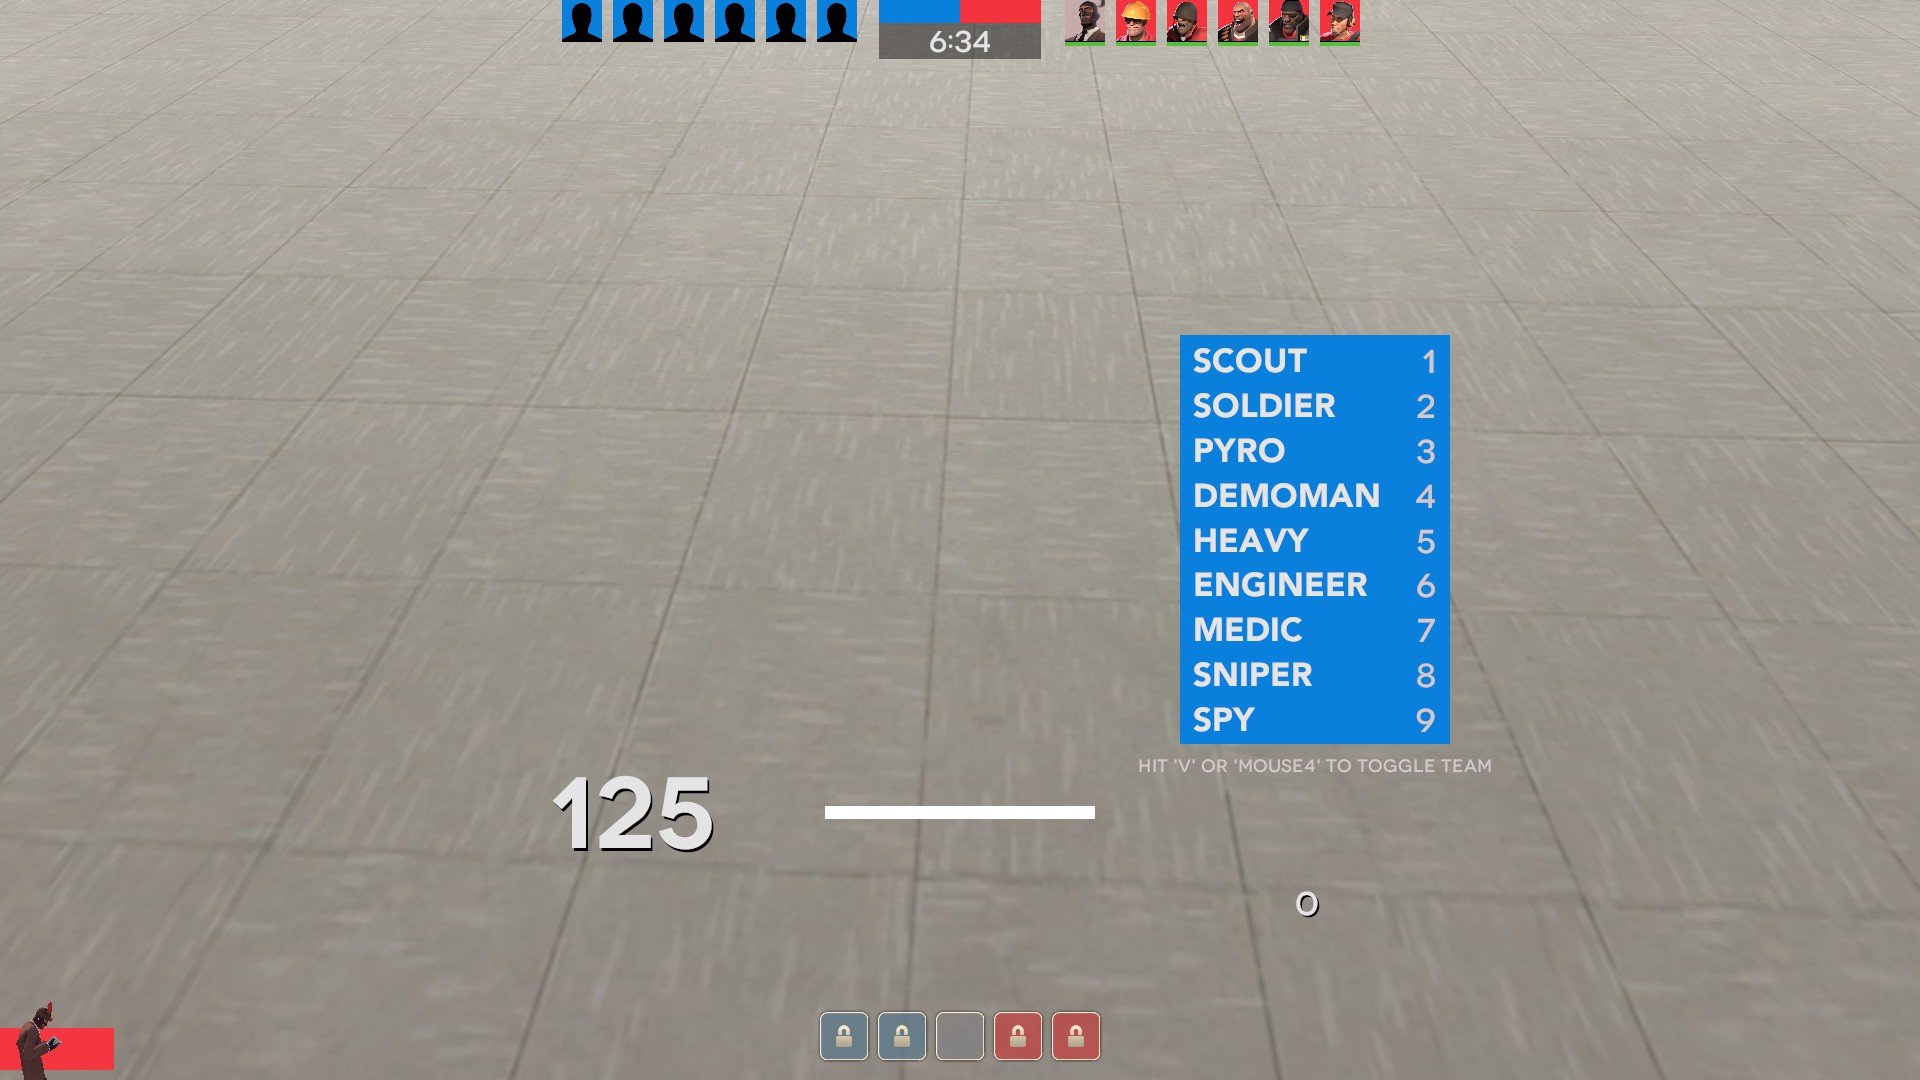 6:34
SCOUT 1
SOLDIER 2
PYRO 3
DEMOMAN 4
HEAVY 5
ENGINEER 6
MEDIC 7
SNIPER 8
SPY 9
HIT 'V' OR 'MOUSE4' TO TOGGLE TEAM
125
0